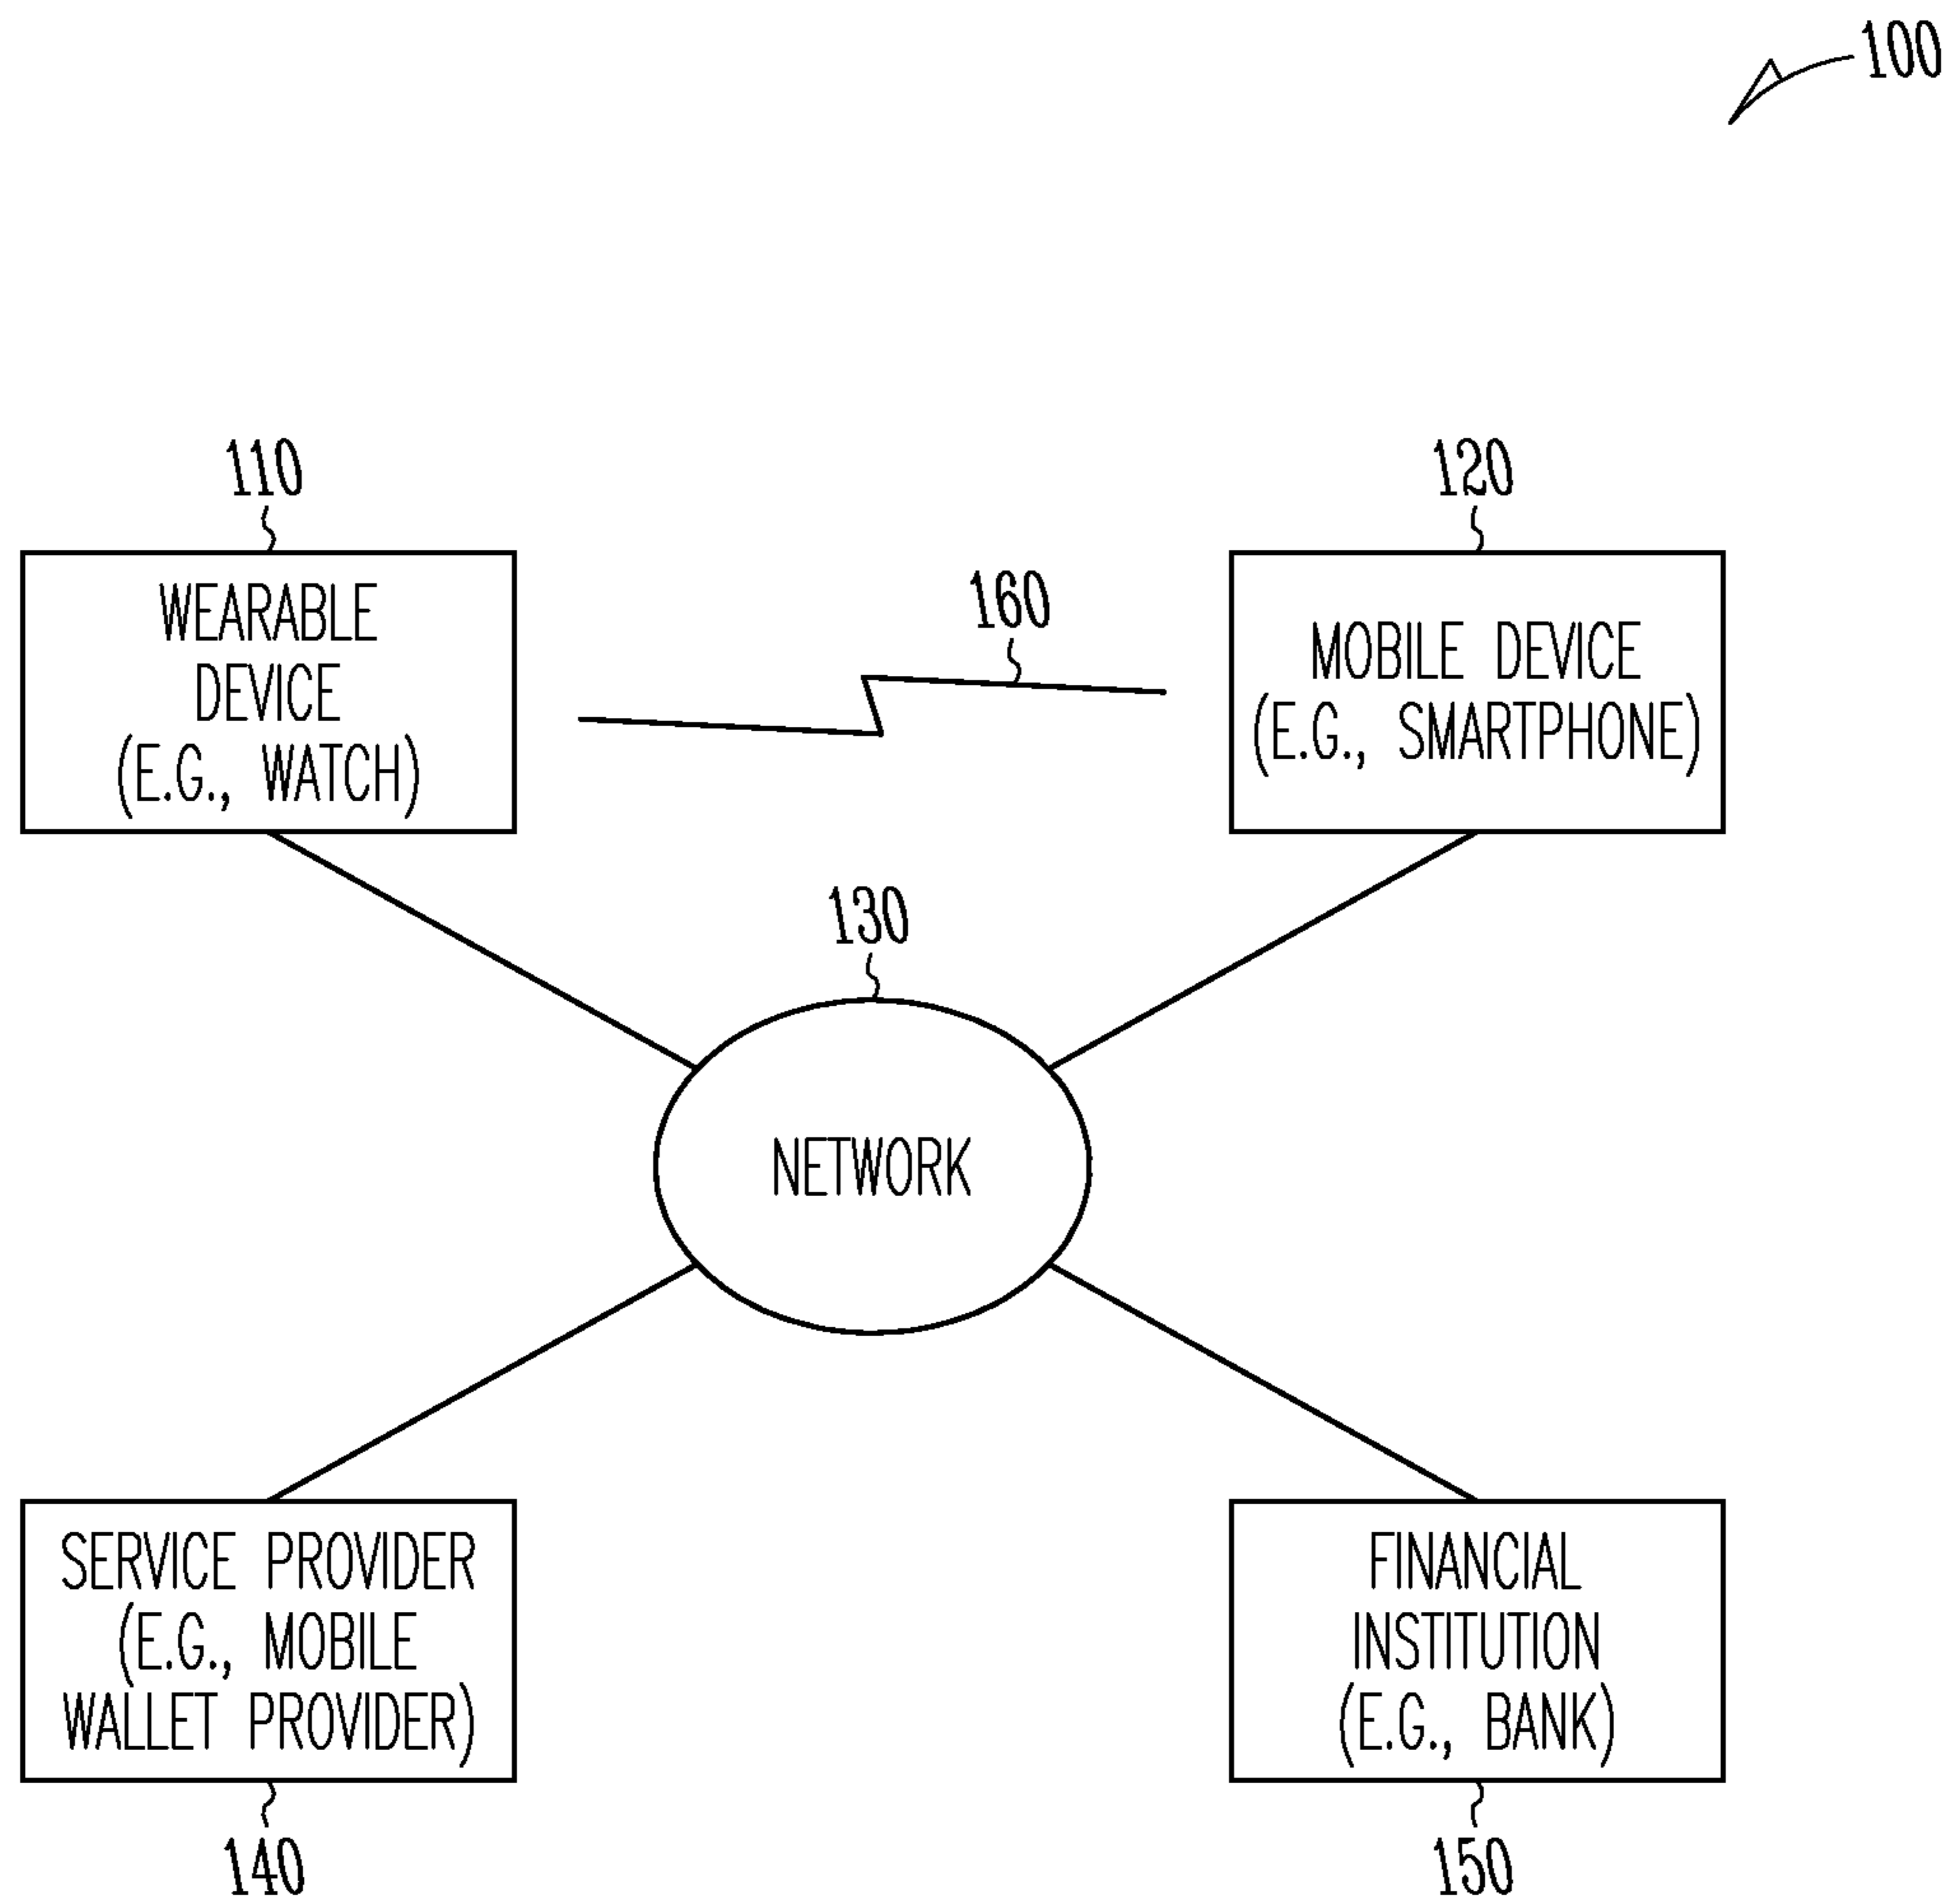 100
110
WEARABLE
DEVICE
(E.G., WATCH)
120
MOBILE DEVICE
(E.G., SMARTPHONE)
160
130
NETWORK
SERVICE PROVIDER
(E.G., MOBILE
WALLET PROVIDER)
140
FINANCIAL
INSTITUTION
(E.G., BANK)
150